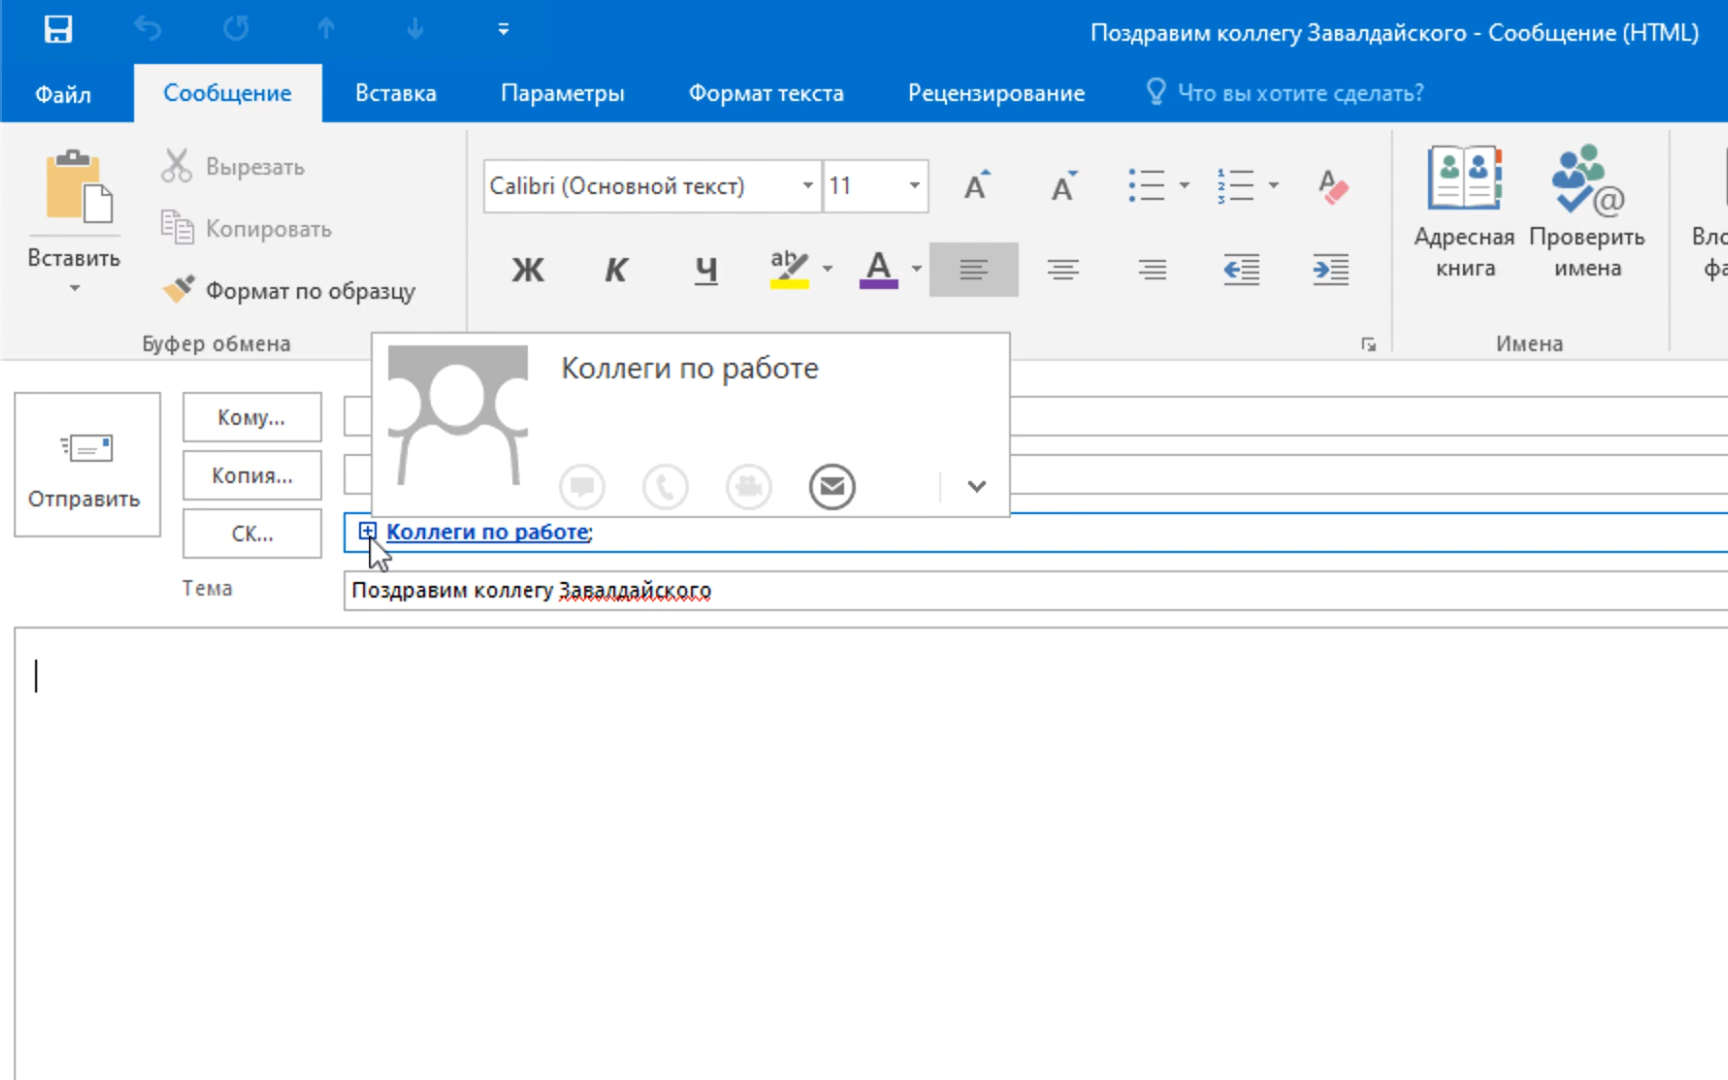 Поздравим коллегу Завалдайского - Сообщение (HTML)
Файл Сообщение Вставка Параметры Формат текста Рецензирование Что вы хотите сделать?
Вставить
Вырезать
Копировать
Формат по образцу
Буфер обмена
Calibri (Основной текст) 11
Ж К Ч
Адресная
книга
Проверить
имена
Имена
Коллеги по работе
Отправить
Кому...
Копия...
СК... Коллеги по работе;
Тема Поздравим коллегу Завалдайского